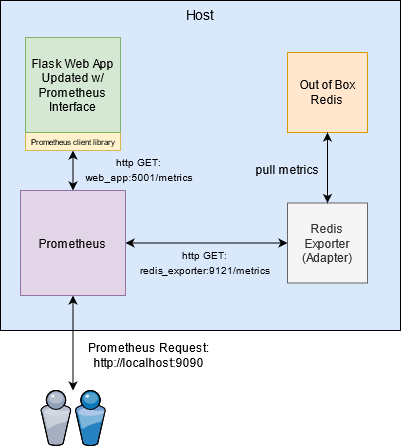 Host
Flask Web App
Updated w/
Prometheus
Interface
Prometheus client library
Out of Box
Redis
http GET:
web_app:5001/metrics
pull metrics
Prometheus
http GET:
redis_exporter:9121/metrics
Redis
Exporter
(Adapter)
Prometheus Request:
http://localhost:9090